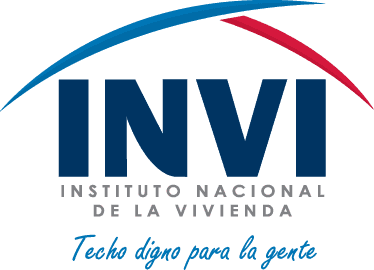 INVI
INSTITUTO NACIONAL
DE LA VIVIENDA
Techo digno para la gente